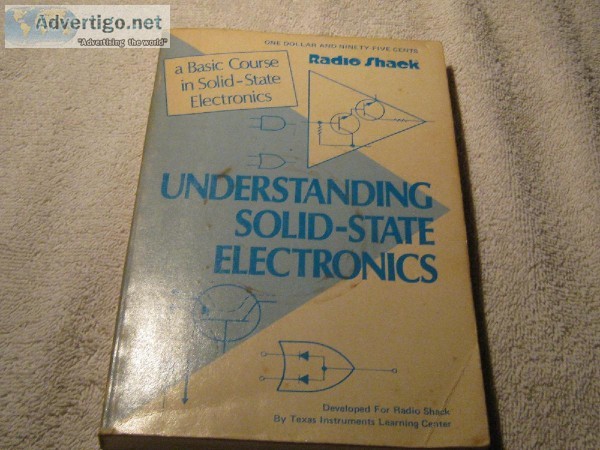 Advertigo.net
"Advertising the world"
ONE DOLLAR AND NINETY FIVE CENTS
Radio Shack
a Basic Course
in Solid-State
Electronics
UNDERSTANDING
SOLID-STATE
ELECTRONICS
Developed For Radio Shack
By Texas Instruments Learning Center